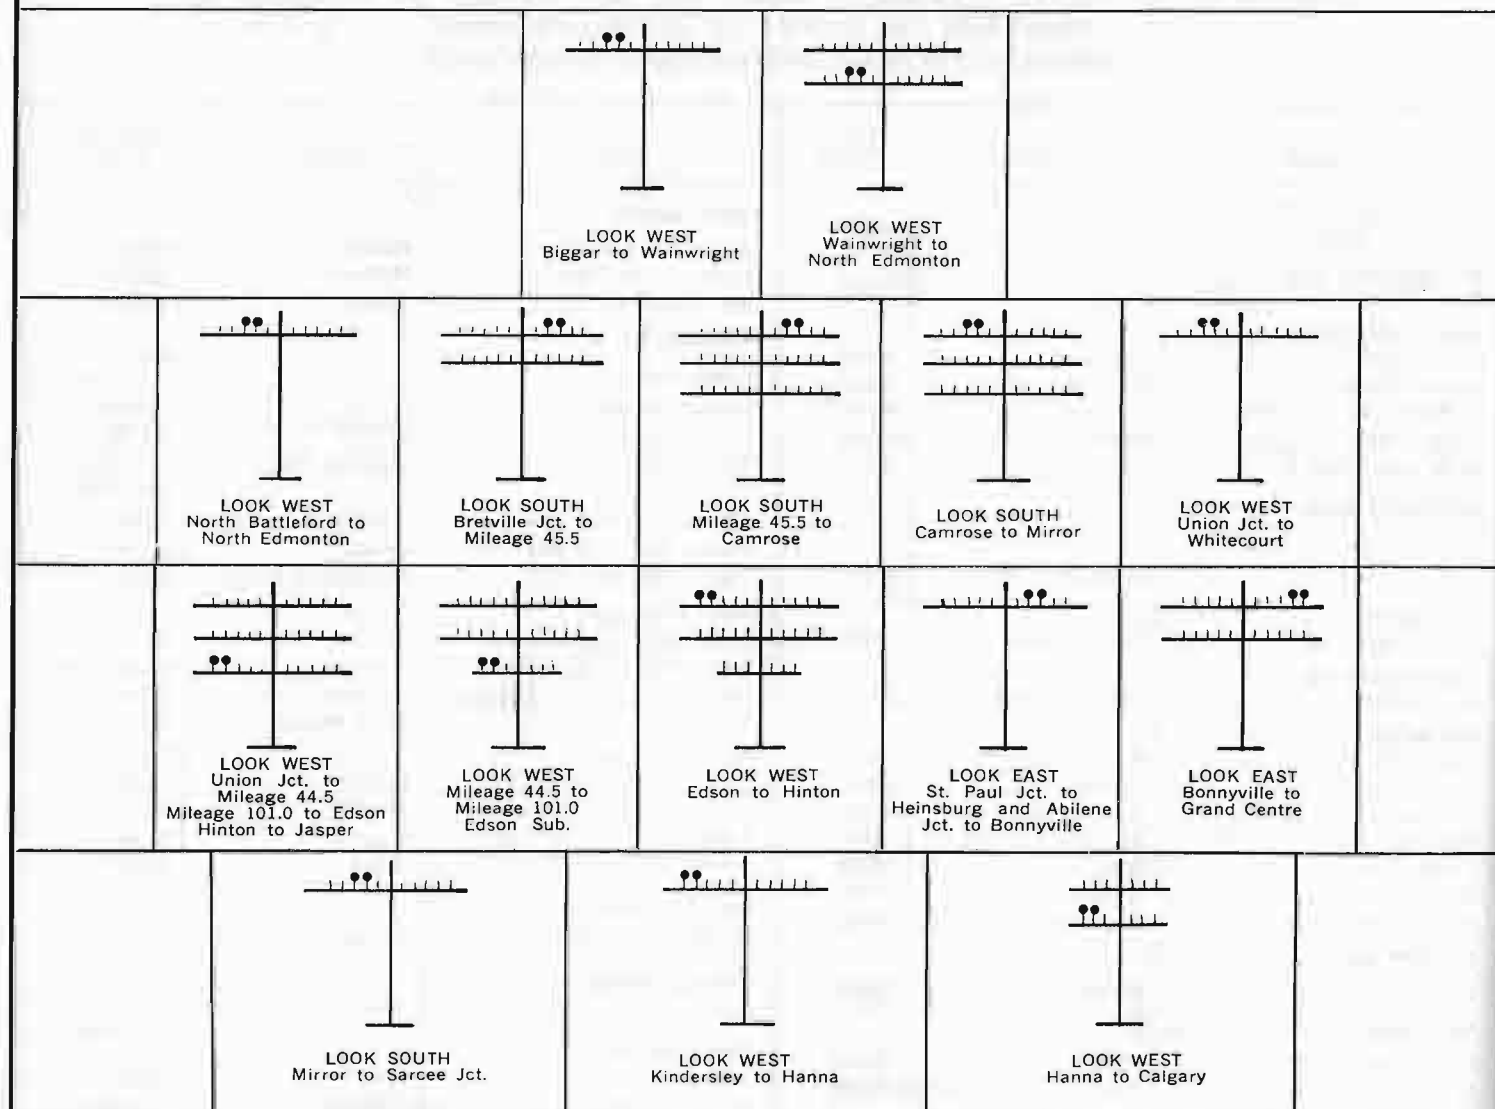 LOOK WEST
Biggar to Wainwright
LOOK WEST
Wainwright to
North Edmonton
LOOK WEST
North Battleford to
North Edmonton
LOOK SOUTH
Bretville Jct. to
Mileage 45.5
LOOK SOUTH
Mileage 45.5 to
Camrose
LOOK SOUTH
Camrose to Mirror
LOOK WEST
Union Jct. to
Whitecourt
LOOK WEST
Union Jct. to
Mileage 44.5
Mileage 101.0 to Edson
Hinton to Jasper
LOOK WEST
Mileage 44.5 to
Mileage 101.0
Edson Sub.
LOOK WEST
Edson to Hinton
LOOK EAST
St. Paul Jct. to
Heinsburg and Abilene
Jct. to Bonnyville
LOOK EAST
Bonnyville to
Grand Centre
LOOK SOUTH
Mirror to Sarcee Jct.
LOOK WEST
Kindersley to Hanna
LOOK WEST
Hanna to Calgary